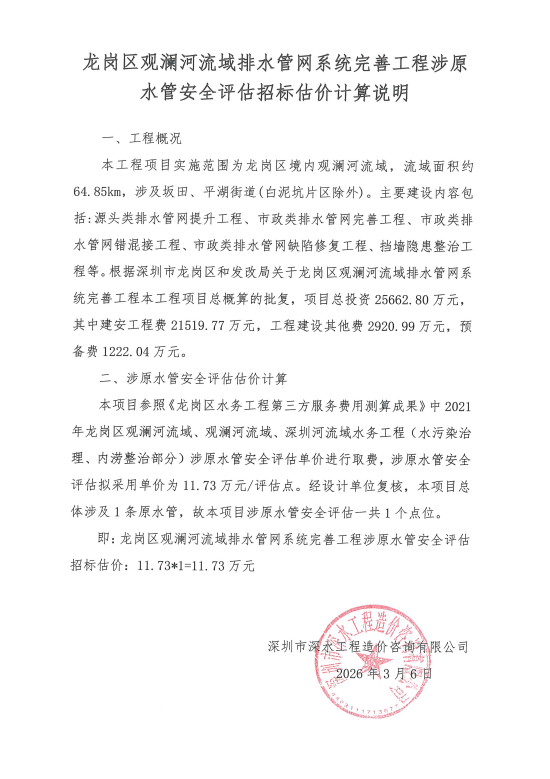 龙岗区观澜河流域排水管网系统完善工程涉原
水管安全评估招标估价计算说明
一、工程概况
本工程项目实施范围为龙岗区境内观澜河流域，流域面积约
64.85km，涉及坂田、平湖街道(白泥坑片区除外)。主要建设内容包
括:源头类排水管网提升工程、市政类排水管网完善工程、市政类排
水管网错混接工程、市政类排水管网缺陷修复工程、挡墙隐患整治工
程等。根据深圳市龙岗区和发改局关于龙岗区观澜河流域排水管网系
统完善工程本工程项目总概算的批复，项目总投资 25662.80 万元，
其中建安工程费 21519.77 万元，工程建设其他费 2920.99 万元，预
备费 1222.04 万元。
二、涉原水管安全评估估价计算
本项目参照《龙岗区水务工程第三方服务费用测算成果》中 2021
年龙岗区观澜河流域、观澜河流域、深圳河流域水务工程（水污染治
理、内涝整治部分）涉原水管安全评估单价进行取费，涉原水管安全
评估拟采用单价为 11.73 万元/评估点。经设计单位复核，本项目总
体涉及 1 条原水管，故本项目涉原水管安全评估一共 1 个点位。
即:龙岗区观澜河流域排水管网系统完善工程涉原水管安全评估
招标估价：11.73*1=11.73 万元
深圳市深水工程造价咨询有限公司
2026 年 3 月 6 日